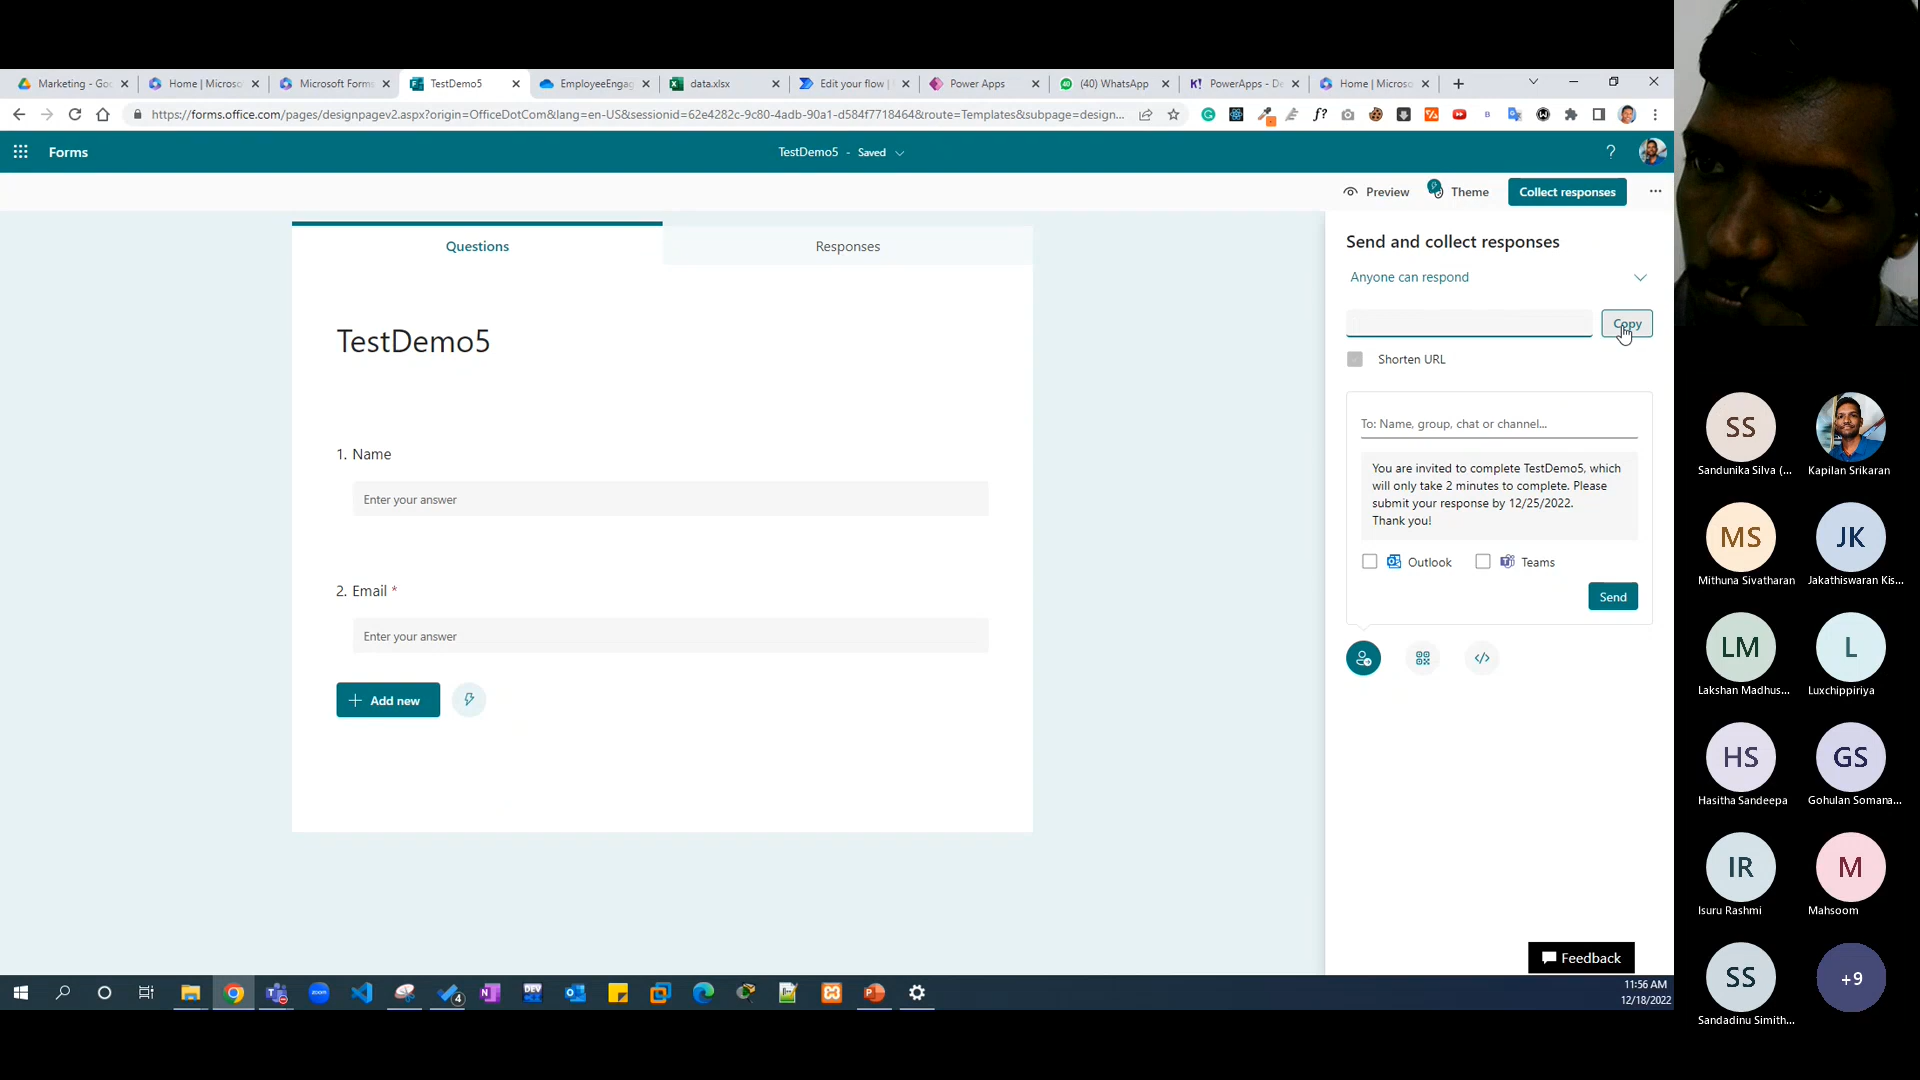 Marketing - Goo
Home | Microso
Microsoft Forms
TestDemo5
EmployeeEngag
data.xlsx
Edit your flow |
Power Apps
(40) WhatsApp
PowerApps - De
Home | Microso
https://forms.office.com/pages/designpagev2.aspx?origin=OfficeDotCom&lang=en-US&sessionid=62e4282c-9c80-4adb-90a1-d584f7718464&route=Templates&subpage=design...
Forms
TestDemo5 - Saved
?
Preview
Theme
Collect responses
...
Questions
Responses
TestDemo5
1. Name
Enter your answer
2. Email *
Enter your answer
Add new
Send and collect responses
Anyone can respond
Copy
Shorten URL
To: Name, group, chat or channel...
You are invited to complete TestDemo5, which
will only take 2 minutes to complete. Please
submit your response by 12/25/2022.
Thank you!
Outlook
Teams
Send
Feedback
11:56 AM
12/18/2022
SS
Sandunika Silva (...
Kapilan Srikaran
MS
Mithuna Sivatharan
JK
Jakathiswaran Kis...
LM
Lakshan Madhus...
L
Luxchippiriya
HS
Hasitha Sandeepa
GS
Gohulan Somana...
IR
Isuru Rashmi
M
Mahsoom
SS
Sandadinu Simith...
+9